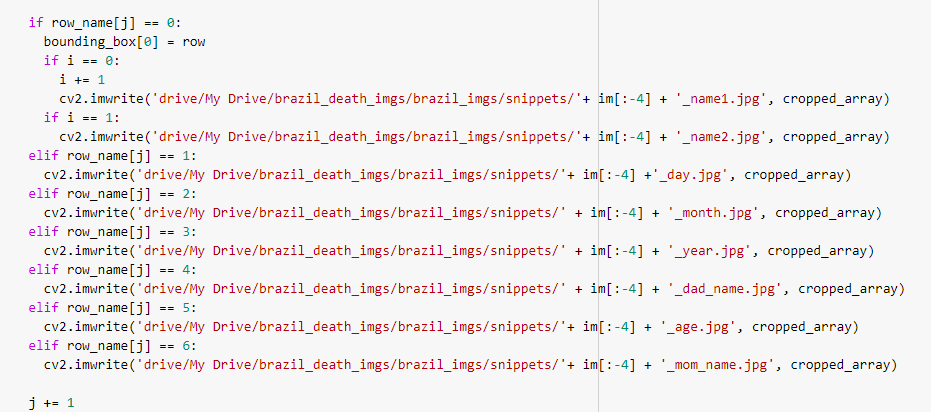 if row_name[j] == 0:
  bounding_box[0] = row
  if i == 0:
    i += 1
    cv2.imwrite('drive/My Drive/brazil_death_imgs/brazil_imgs/snippets/'+ im[:-4] + '_name1.jpg', cropped_array)
  if i == 1:
    cv2.imwrite('drive/My Drive/brazil_death_imgs/brazil_imgs/snippets/'+ im[:-4] + '_name2.jpg', cropped_array)
elif row_name[j] == 1:
  cv2.imwrite('drive/My Drive/brazil_death_imgs/brazil_imgs/snippets/'+ im[:-4] +'_day.jpg', cropped_array)
elif row_name[j] == 2:
  cv2.imwrite('drive/My Drive/brazil_death_imgs/brazil_imgs/snippets/' + im[:-4] + '_month.jpg', cropped_array)
elif row_name[j] == 3:
  cv2.imwrite('drive/My Drive/brazil_death_imgs/brazil_imgs/snippets/' + im[:-4] + '_year.jpg', cropped_array)
elif row_name[j] == 4:
  cv2.imwrite('drive/My Drive/brazil_death_imgs/brazil_imgs/snippets/' + im[:-4] + '_dad_name.jpg', cropped_array)
elif row_name[j] == 5:
  cv2.imwrite('drive/My Drive/brazil_death_imgs/brazil_imgs/snippets/'+ im[:-4] + '_age.jpg', cropped_array)
elif row_name[j] == 6:
  cv2.imwrite('drive/My Drive/brazil_death_imgs/brazil_imgs/snippets/'+ im[:-4] + '_mom_name.jpg', cropped_array)
j += 1